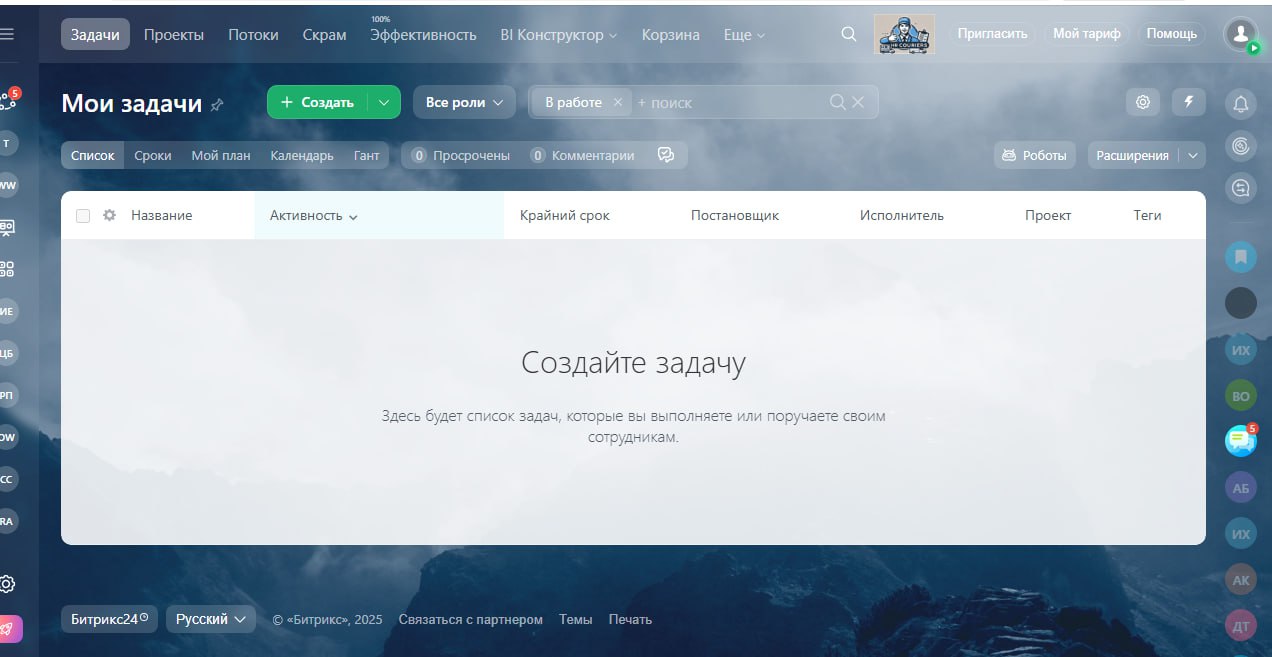 100%
Задачи Проекты Потоки Скрам Эффективность BI Конструктор Корзина Еще HR COURIERS Пригласить Мой тариф Помощь
5
Мои задачи + Создать Все роли В работе × + поиск
Т
Список Сроки Мой план Календарь Гант 0 Просрочены 0 Комментарии Роботы Расширения
Название Активность Крайний срок Постановщик Исполнитель Проект Теги
ИЕ
ЦБ
РП
СС
RA
Создайте задачу
Здесь будет список задач, которые вы выполняете или поручаете своим
сотрудникам.
ИХ
ВО
5
АБ
ИХ
АК
ДТ
Битрикс24 Русский © «Битрикс», 2025 Связаться с партнером Темы Печать